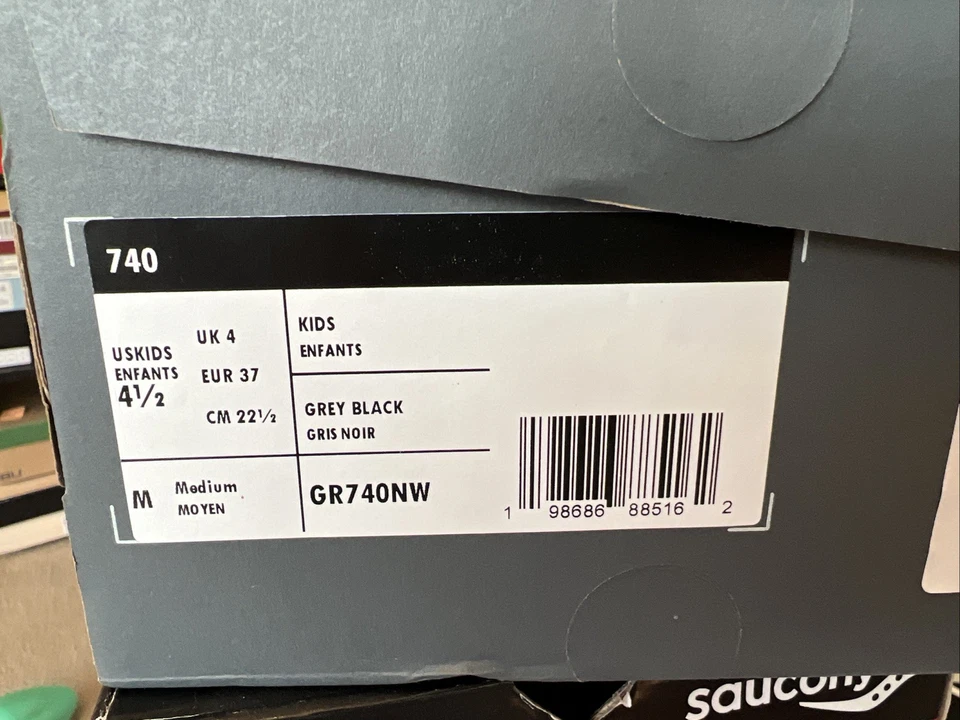 740
USKIDS
ENFANTS
4½
UK 4
EUR 37
CM 22½
KIDS
ENFANTS
GREY BLACK
GRIS NOIR
M
Medium
MOYEN
GR740NW
1 98686 88516 2
saucony